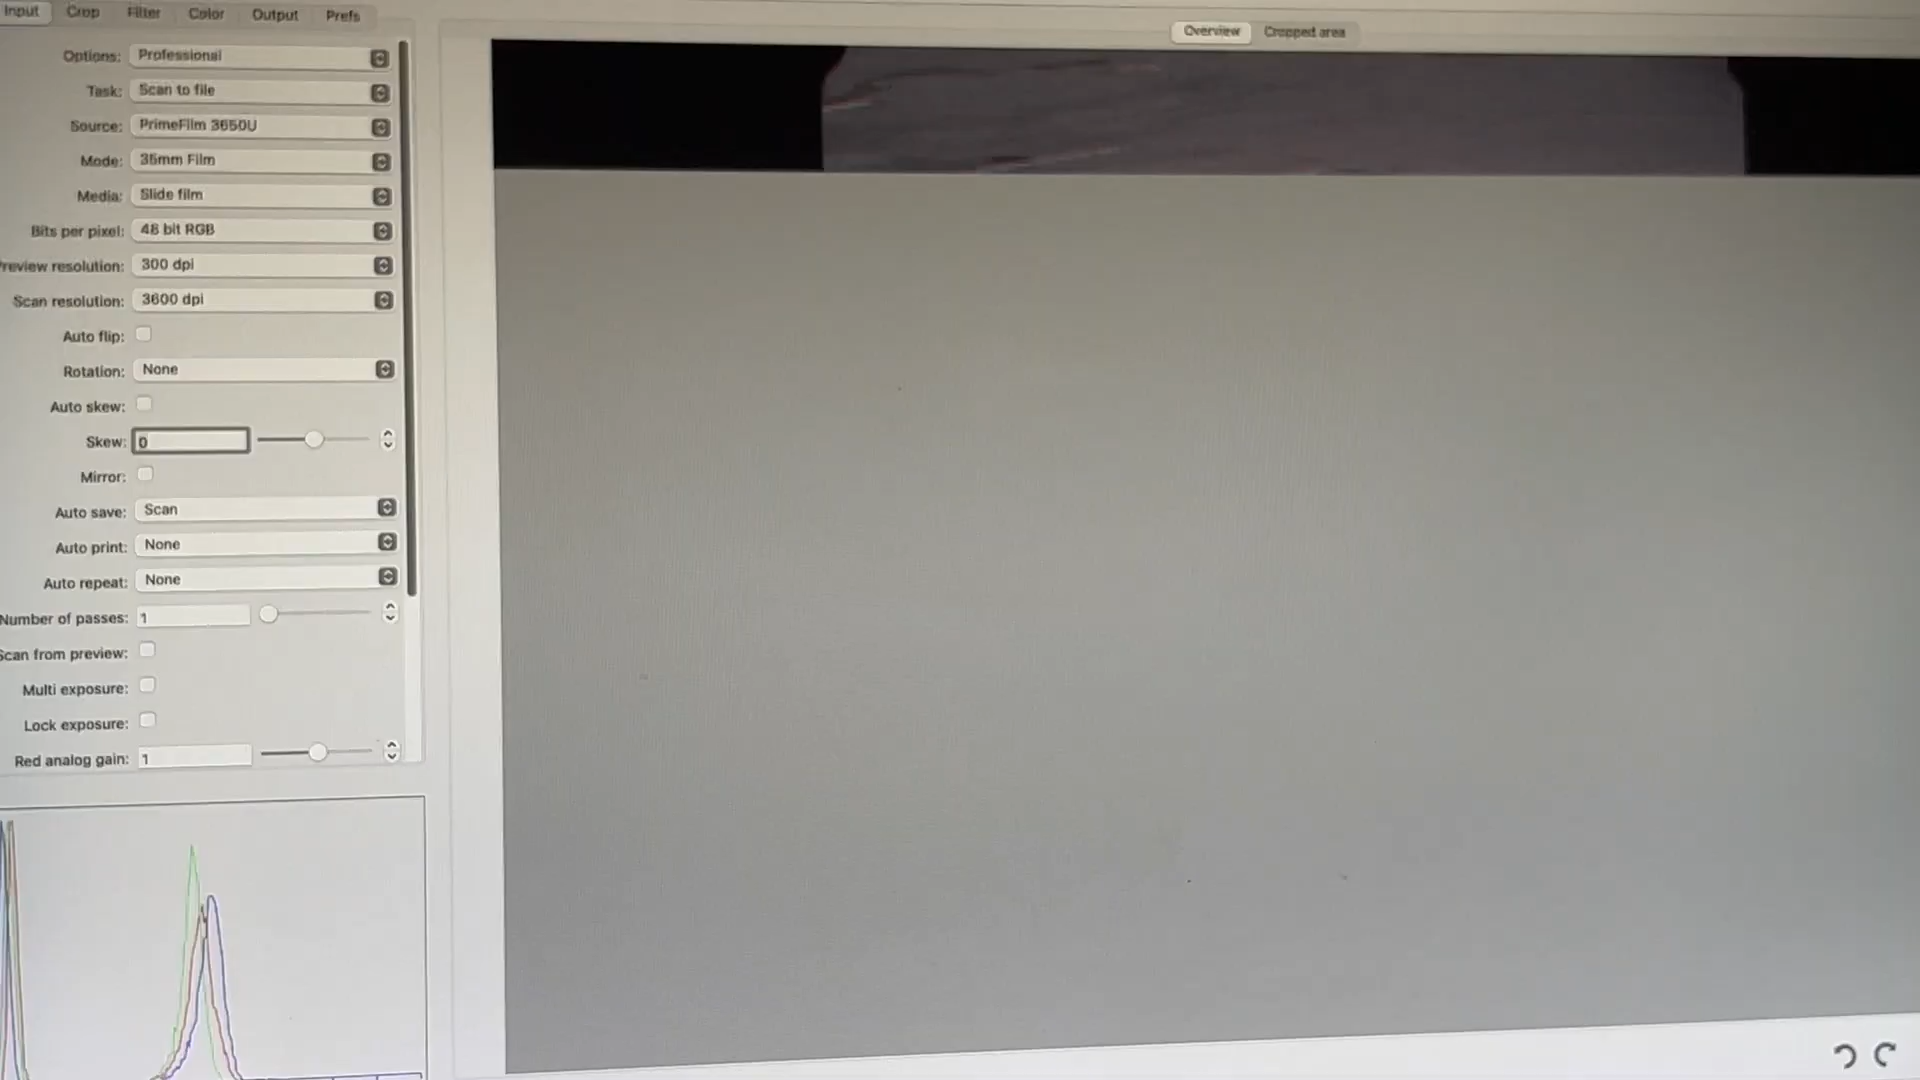 Input Crop Filter Color Output Prefs
Overview Cropped area
Options: Professional
Task: Scan to file
Source: PrimeFilm 3650U
Mode: 35mm Film
Media: Slide film
Bits per pixel: 48 bit RGB
Preview resolution: 300 dpi
Scan resolution: 3600 dpi
Auto flip:
Rotation: None
Auto skew:
Skew: 0
Mirror:
Auto save: Scan
Auto print: None
Auto repeat: None
Number of passes: 1
Scan from preview:
Multi exposure:
Lock exposure:
Red analog gain: 1